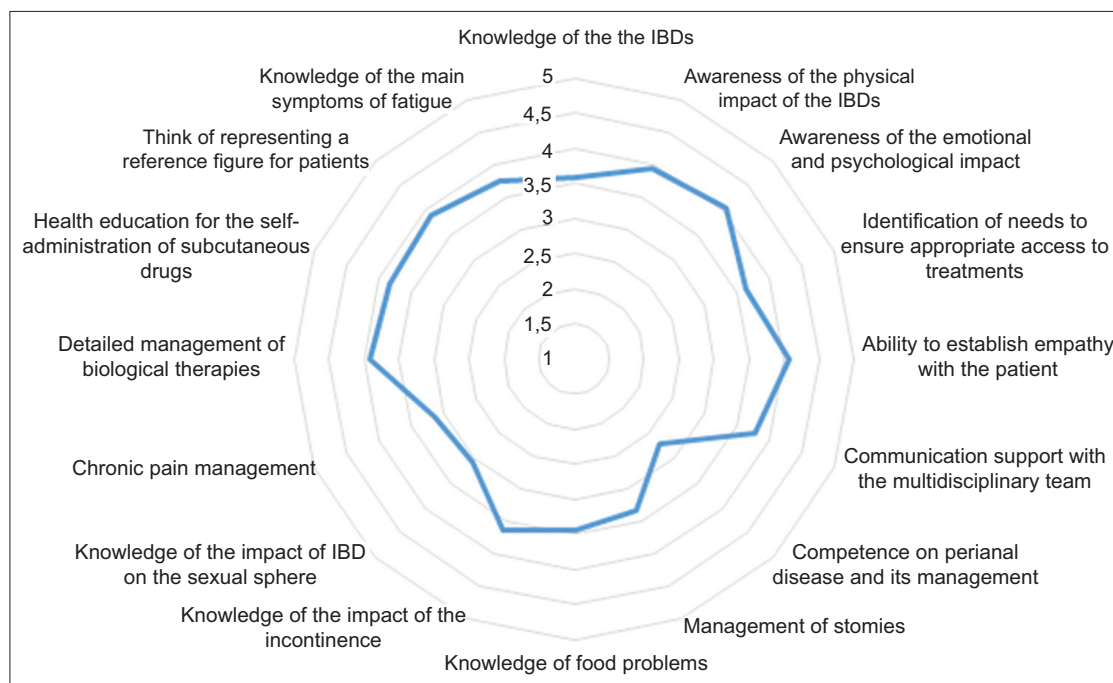 Knowledge of the the IBDs
Awareness of the physical
impact of the IBDs
Awareness of the emotional
and psychological impact
Identification of needs to
ensure appropriate access to
treatments
Ability to establish empathy
with the patient
Communication support with
the multidisciplinary team
Competence on perianal
disease and its management
Management of stomies
Knowledge of food problems
Knowledge of the impact of the
incontinence
Knowledge of the impact of IBD
on the sexual sphere
Chronic pain management
Detailed management of
biological therapies
Health education for the self-
administration of subcutaneous
drugs
Think of representing a
reference figure for patients
Knowledge of the main
symptoms of fatigue
5
4,5
4
3,5
3
2,5
2
1,5
1